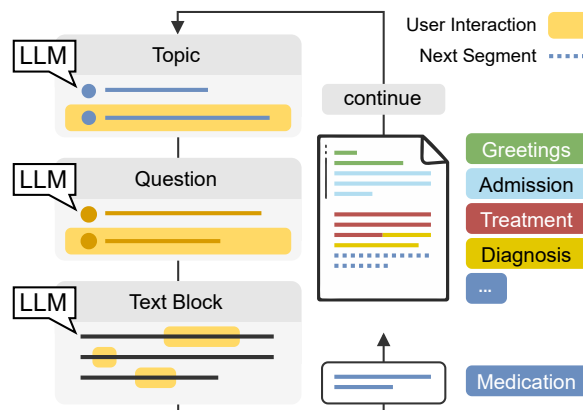 User Interaction
Next Segment
LLM
Topic
continue
LLM
Question
Greetings
Admission
Treatment
Diagnosis
...
LLM
Text Block
Medication